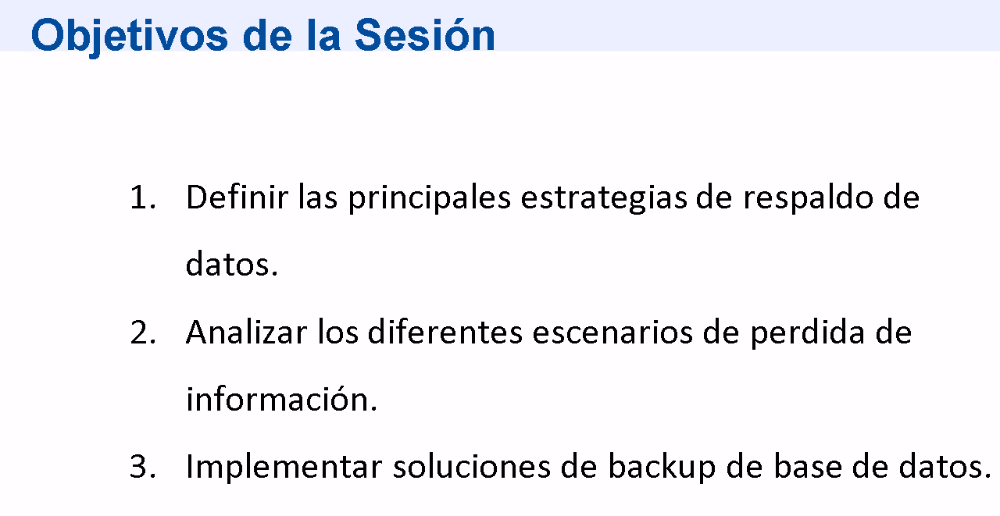 Objetivos de la Sesión
1. Definir las principales estrategias de respaldo de
datos.
2. Analizar los diferentes escenarios de perdida de
información.
3. Implementar soluciones de backup de base de datos.